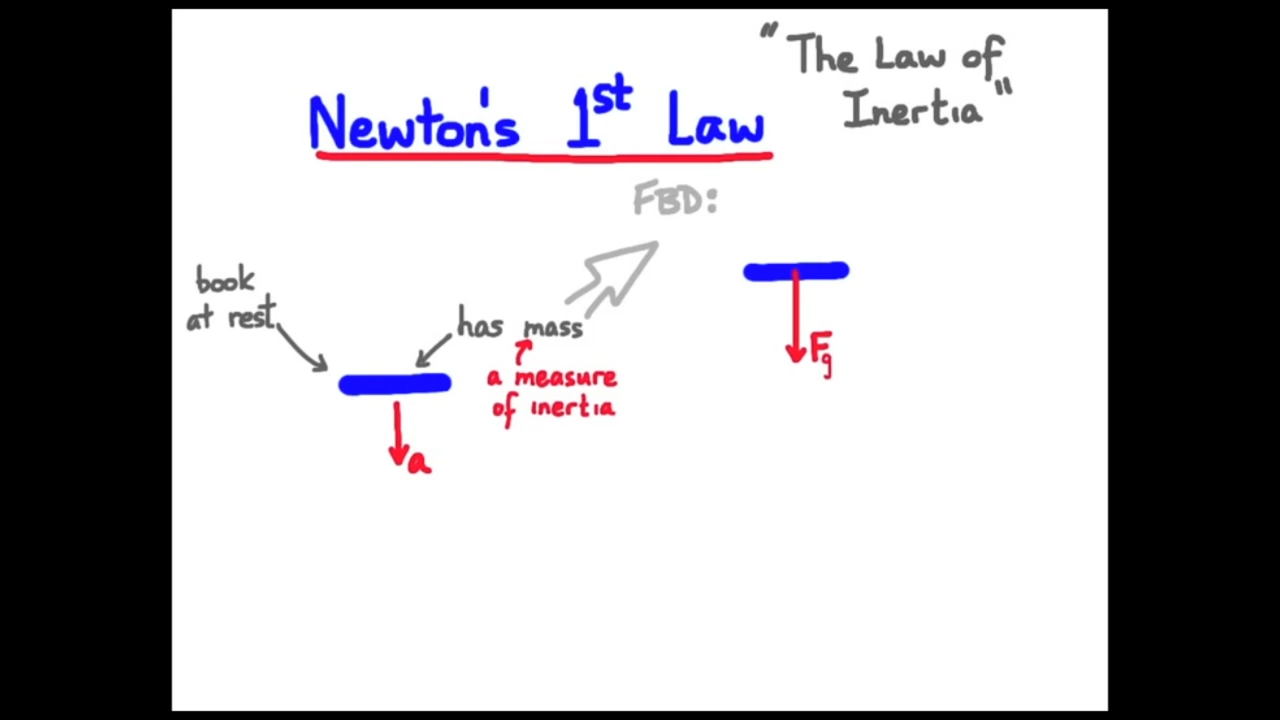 "The Law of
Inertia"
Newton's 1st Law
FBD:
book
at rest
has mass
a measure
of inertia
a
Fg